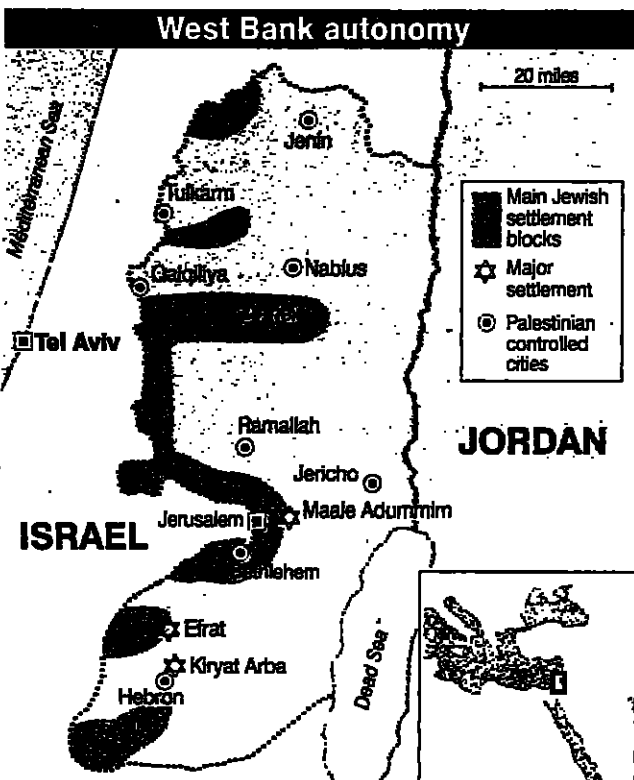 West Bank autonomy
20 miles
Mediterranean Sea
Jenin
Tulkarm
Main Jewish
settlement
blocks
Major
settlement
Palestinian
controlled
cities
Nablus
Qalqiliya
Tel Aviv
Ramallah
JORDAN
Jericho
Maale Adummim
Jerusalem
ISRAEL
Bethlehem
Efrat
Kiryat Arba
Hebron
Dead Sea